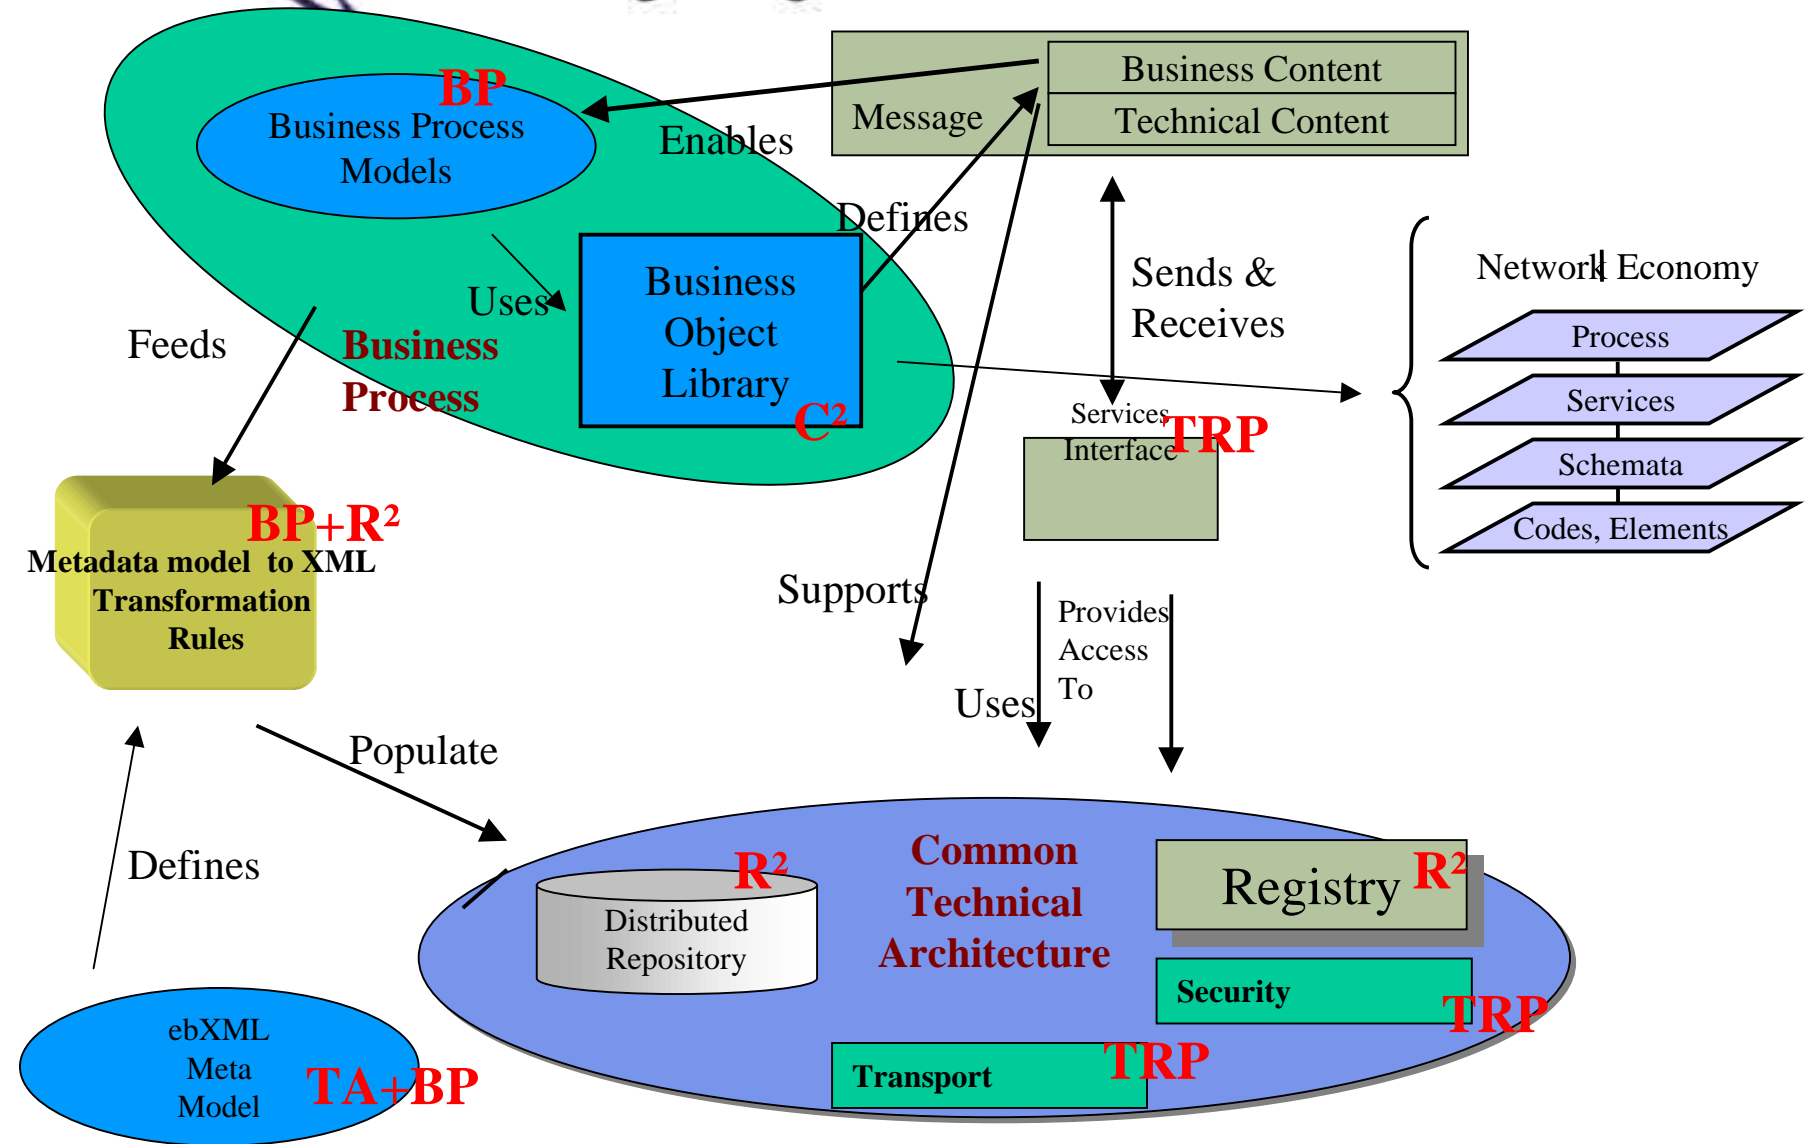 BP
Business Process
Models
Enables
Message
Business Content
Technical Content
Defines
Uses
Business
Object
Library
C²
Feeds
Business
Process
Sends &
Receives
Network Economy
Process
Services
Schemata
Codes, Elements
Services
Interface
TRP
BP+R²
Metadata model to XML
Transformation
Rules
Supports
Provides
Access
To
Uses
Populate
Defines
R²
Distributed
Repository
Common
Technical
Architecture
Registry
R²
Security
TRP
Transport
TRP
ebXML
Meta
Model
TA+BP